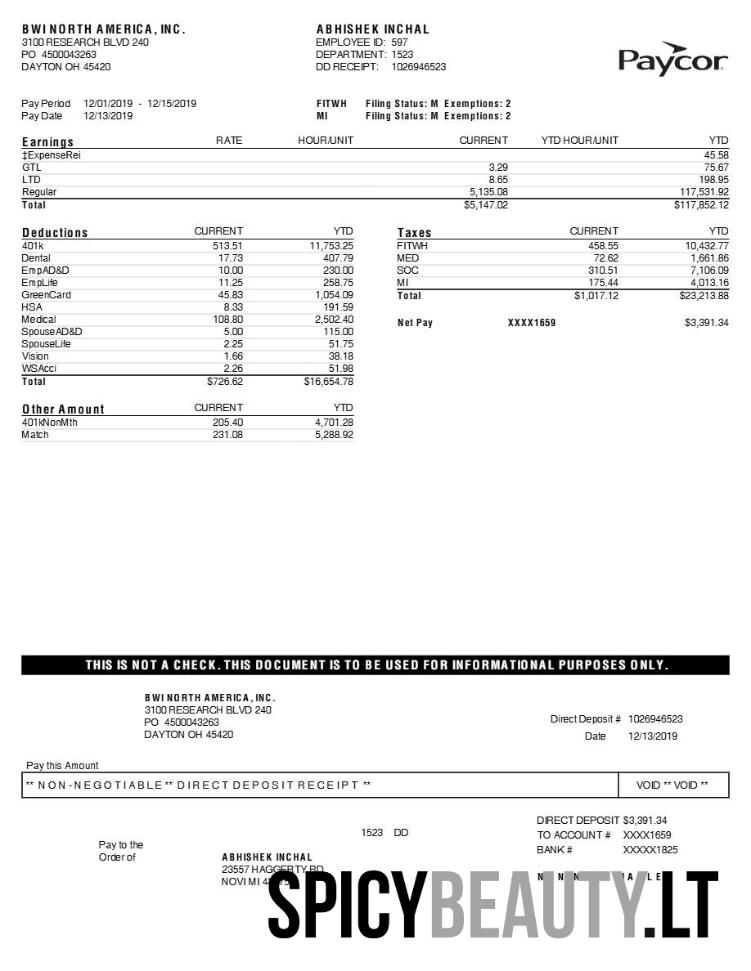 BWI NORTH AMERICA, INC.
3100 RESEARCH BLVD 240
PO 4500043263
DAYTON OH 45420
ABHISHEK INCHAL
EMPLOYEE ID: 597
DEPARTMENT: 1523
DD RECEIPT: 1026946523
Paycor
Pay Period 12/01/2019 - 12/15/2019
Pay Date 12/13/2019
FITWH Filing Status: M Exemptions: 2
MI Filing Status: M Exemptions: 2
Earnings RATE HOUR/UNIT CURRENT YTD HOUR/UNIT YTD
‡ExpenseRei 45.58
GTL 3.29 75.67
LTD 8.65 198.95
Regular 5,135.08 117,531.92
Total $5,147.02 $117,852.12
Deductions CURRENT YTD
401k 513.51 11,753.25
Dental 17.73 407.79
EmpAD&D 10.00 230.00
EmpLife 11.25 258.75
GreenCard 45.83 1,054.09
HSA 8.33 191.59
Medical 108.80 2,502.40
SpouseAD&D 5.00 115.00
SpouseLife 2.25 51.75
Vision 1.66 38.18
WSAcci 2.26 51.98
Total $726.62 $16,654.78
Taxes CURRENT YTD
FITWH 458.55 10,432.77
MED 72.62 1,661.86
SOC 310.51 7,106.09
MI 175.44 4,013.16
Total $1,017.12 $23,213.88
Net Pay XXXX1659 $3,391.34
Other Amount CURRENT YTD
401kNonMth 205.40 4,701.28
Match 231.08 5,288.92
THIS IS NOT A CHECK. THIS DOCUMENT IS TO BE USED FOR INFORMATIONAL PURPOSES ONLY.
BWI NORTH AMERICA, INC.
3100 RESEARCH BLVD 240
PO 4500043263
DAYTON OH 45420
Direct Deposit # 1026946523
Date 12/13/2019
Pay this Amount
** NON-NEGOTIABLE ** DIRECT DEPOSIT RECEIPT ** VOID ** VOID **
DIRECT DEPOSIT $3,391.34
TO ACCOUNT # XXXX1659
BANK # XXXXX1825
1523 DD
Pay to the
Order of
ABHISHEK INCHAL
23557 HAGGERTY RD
NOVI MI
SPICYBEAUTY.LT